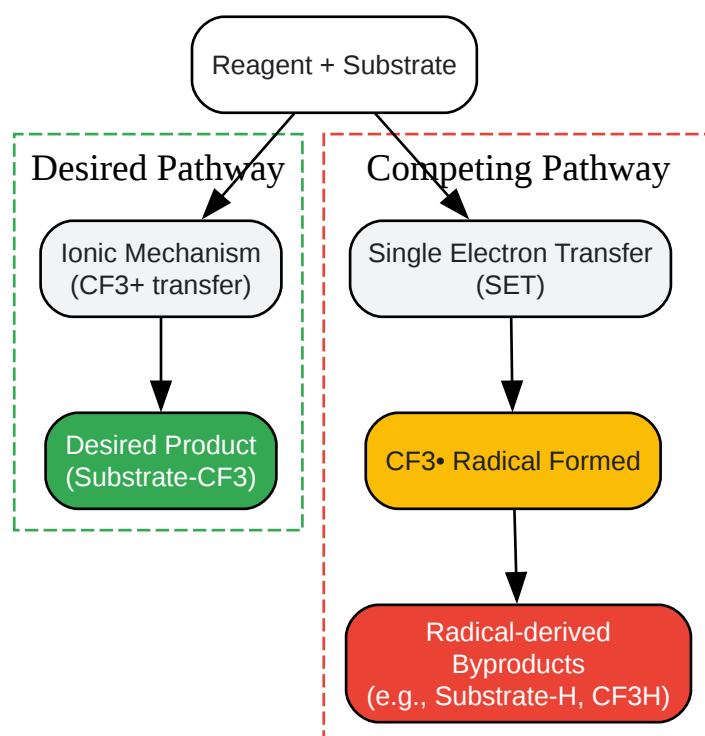 Reagent + Substrate
Desired Pathway
Competing Pathway
Ionic Mechanism
(CF3+ transfer)
Single Electron Transfer
(SET)
Desired Product
(Substrate-CF3)
CF3• Radical Formed
Radical-derived
Byproducts
(e.g., Substrate-H, CF3H)